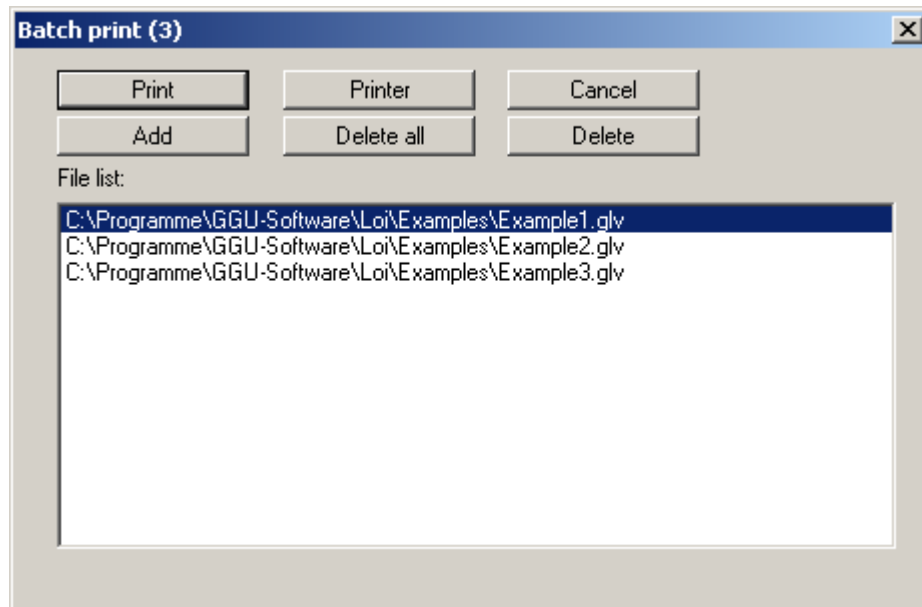 Batch print (3)
Print Printer Cancel
Add Delete all Delete
File list:
C:\Programme\GGU-Software\Loi\Examples\Example1.glv
C:\Programme\GGU-Software\Loi\Examples\Example2.glv
C:\Programme\GGU-Software\Loi\Examples\Example3.glv